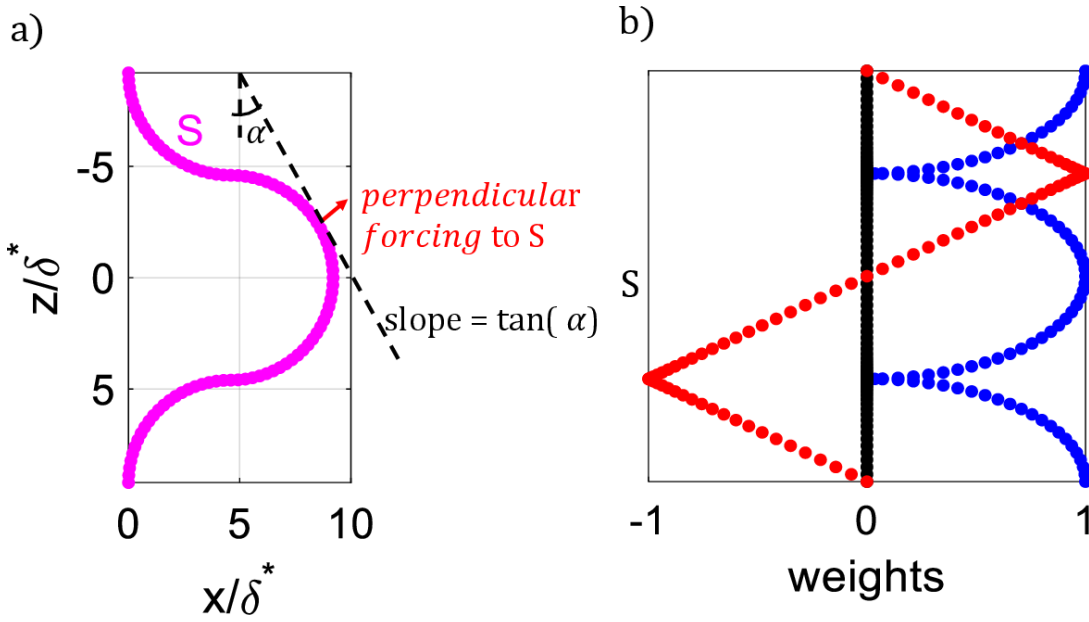 a)
S
α
-5
0
5
z/δ*
perpendicular
forcing to S
slope = tan( α)
0 5 10
x/δ*
b)
S
-1 0 1
weights